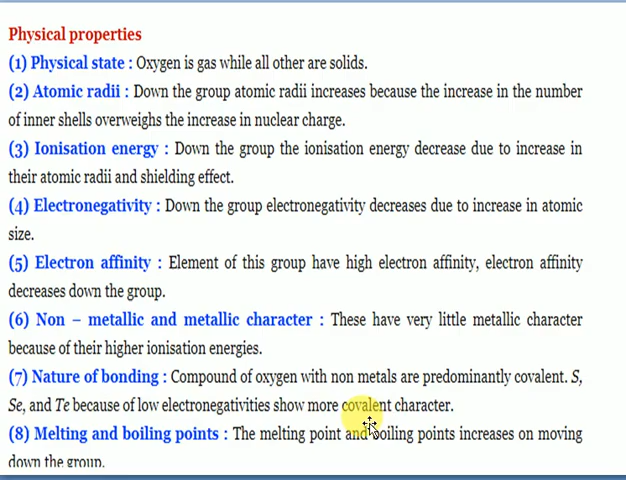 Physical properties
(1) Physical state : Oxygen is gas while all other are solids.
(2) Atomic radii : Down the group atomic radii increases because the increase in the number
of inner shells overweighs the increase in nuclear charge.
(3) Ionisation energy : Down the group the ionisation energy decrease due to increase in
their atomic radii and shielding effect.
(4) Electronegativity : Down the group electronegativity decreases due to increase in atomic
size.
(5) Electron affinity : Element of this group have high electron affinity, electron affinity
decreases down the group.
(6) Non – metallic and metallic character : These have very little metallic character
because of their higher ionisation energies.
(7) Nature of bonding : Compound of oxygen with non metals are predominantly covalent. S,
Se, and Te because of low electronegativities show more covalent character.
(8) Melting and boiling points : The melting point and boiling points increases on moving
down the group.